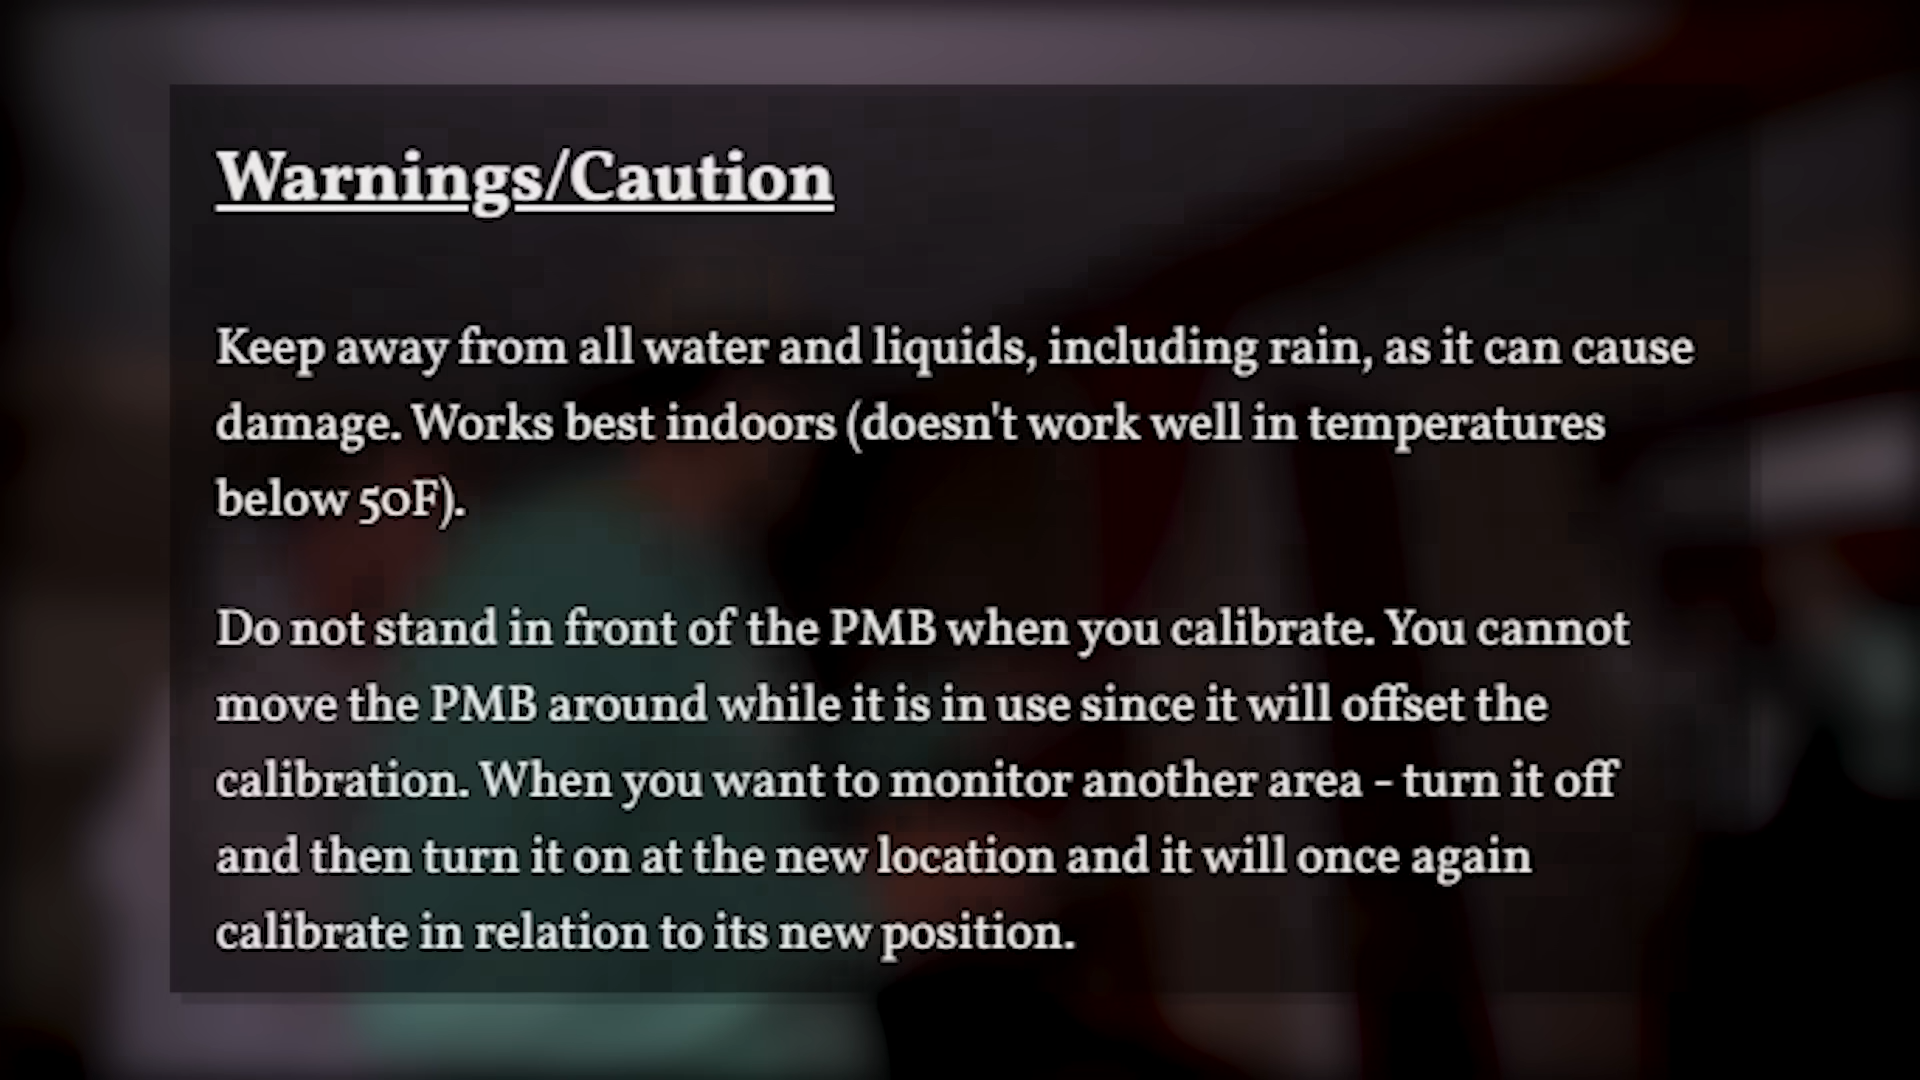 Warnings/Caution
Keep away from all water and liquids, including rain, as it can cause
damage. Works best indoors (doesn't work well in temperatures
below 50F).
Do not stand in front of the PMB when you calibrate. You cannot
move the PMB around while it is in use since it will offset the
calibration. When you want to monitor another area - turn it off
and then turn it on at the new location and it will once again
calibrate in relation to its new position.